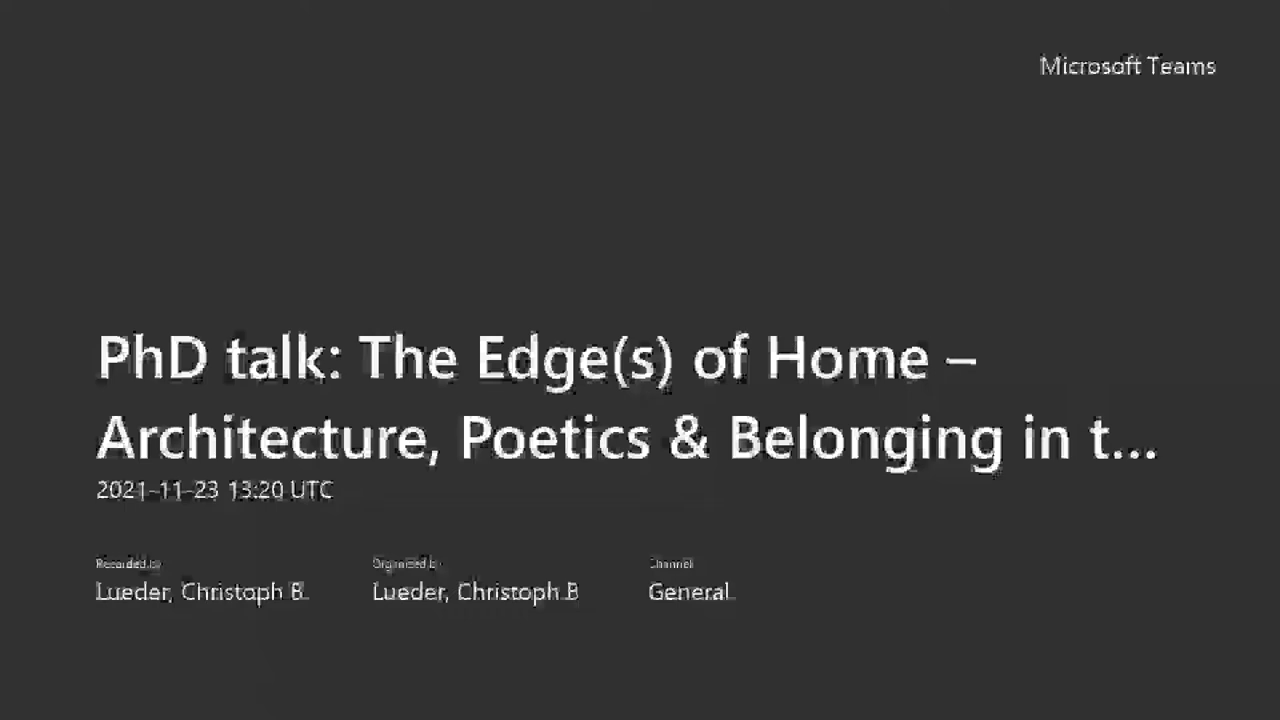 Microsoft Teams
PhD talk: The Edge(s) of Home –
Architecture, Poetics & Belonging in t...
2021-11-23 13:20 UTC
Recorded by
Organized by
Channel
Lueder, Christoph B
Lueder, Christoph B
General